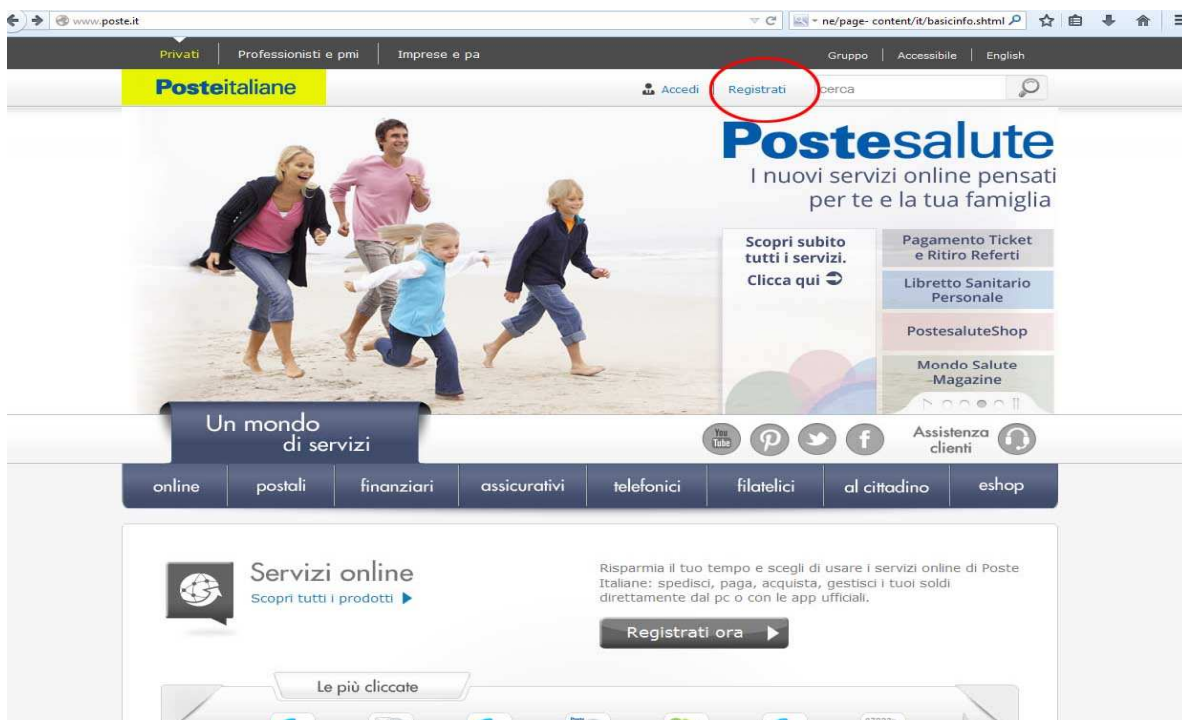 www.poste.it
ne/page- content/it/basicinfo.shtml
Privati Professionisti e pmi Imprese e pa Gruppo Accessibile English
Posteitaliane Accedi Registrati cerca
Postesalute
I nuovi servizi online pensati
per te e la tua famiglia
Scopri subito
tutti i servizi.
Clicca qui
Pagamento Ticket
e Ritiro Referti
Libretto Sanitario
Personale
PostesaluteShop
Mondo Salute
-Magazine
Un mondo
di servizi
You
Tube
Assistenza
clienti
online postali finanziari assicurativi telefonici filatelici al cittadino eshop
Servizi online
Scopri tutti i prodotti
Risparmia il tuo tempo e scegli di usare i servizi online di Poste
Italiane: spedisci, paga, acquista, gestisci i tuoi soldi
direttamente dal pc o con le app ufficiali.
Registrati ora
Le più cliccate